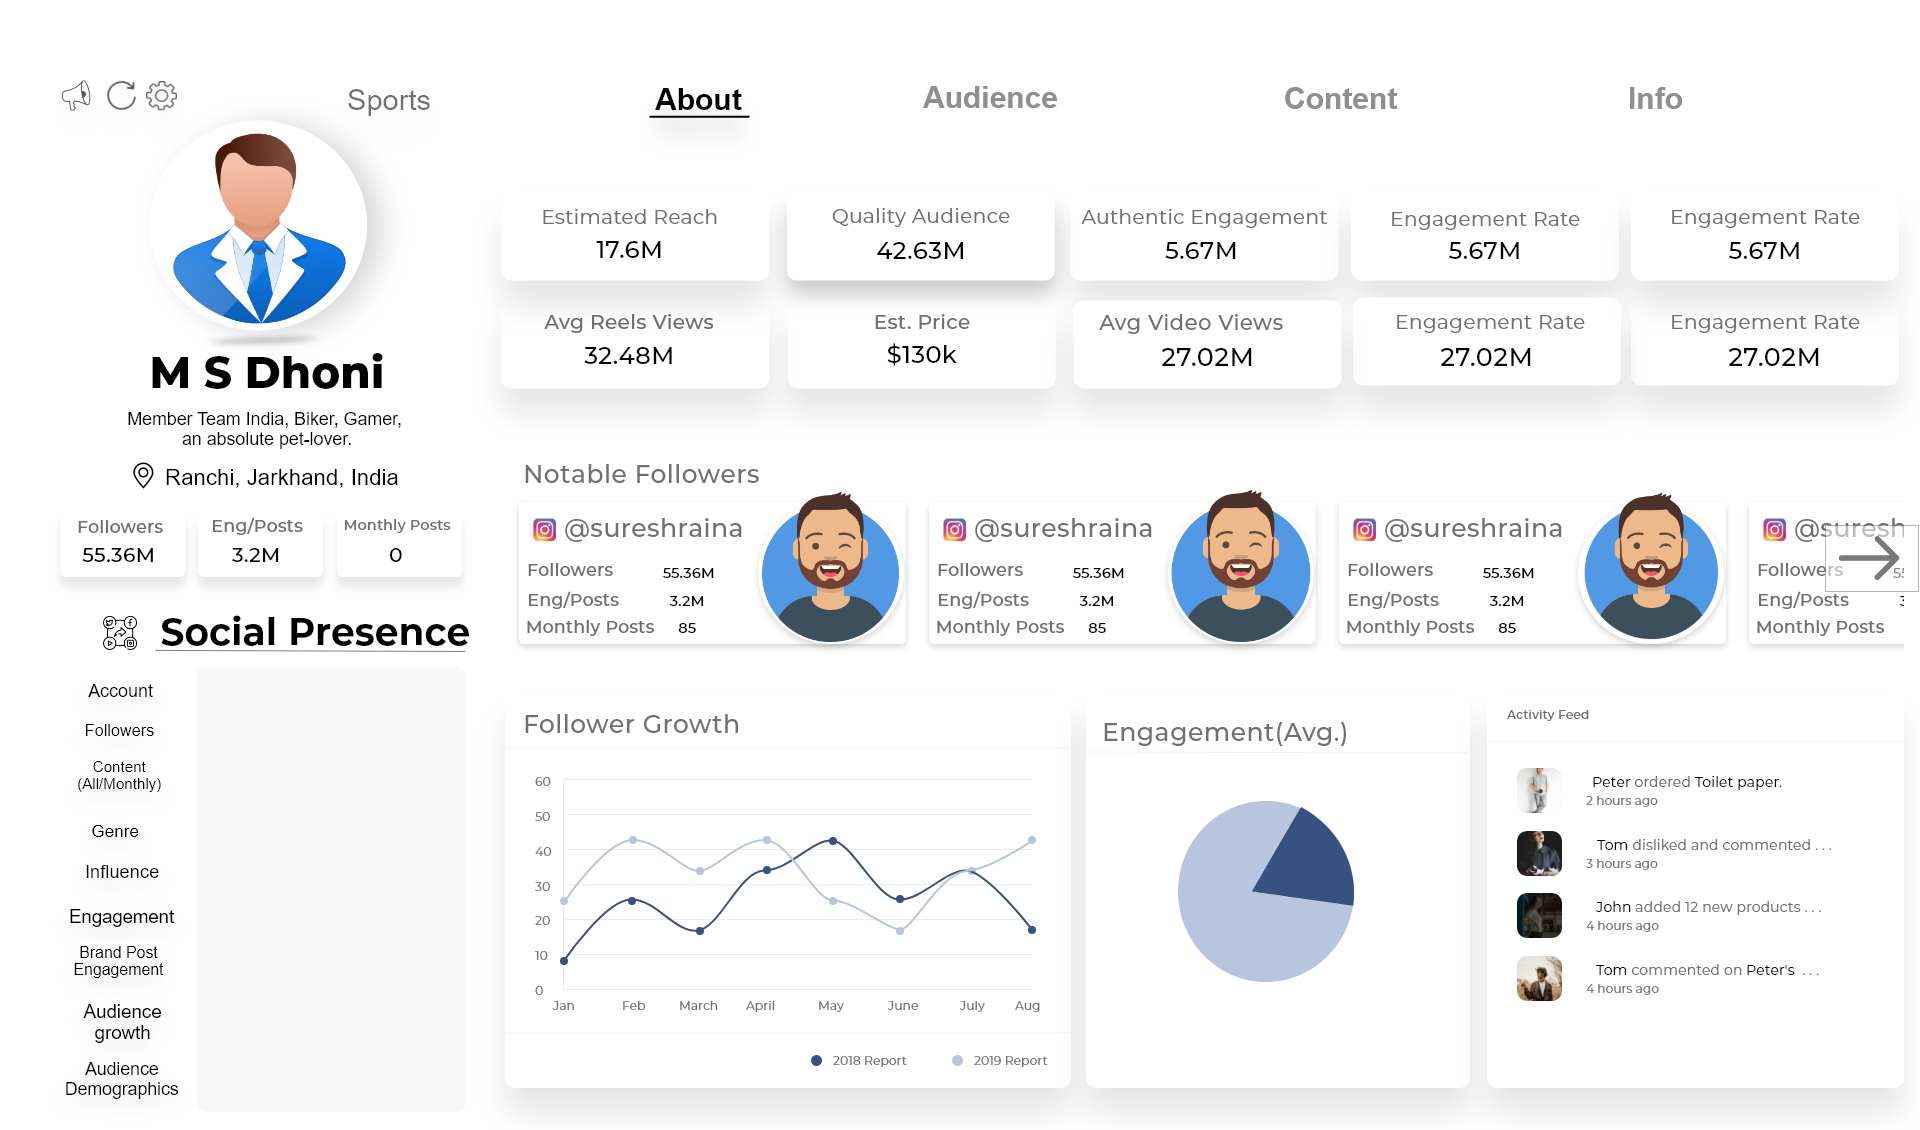 Sports
About
Audience
Content
Info
M S Dhoni
Member Team India, Biker, Gamer,
an absolute pet-lover.
Ranchi, Jarkhand, India
Followers
55.36M
Eng/Posts
3.2M
Monthly Posts
0
Social Presence
Account
Followers
Content
(All/Monthly)
Genre
Influence
Engagement
Brand Post
Engagement
Audience
growth
Audience
Demographics
Estimated Reach
17.6M
Quality Audience
42.63M
Authentic Engagement
5.67M
Engagement Rate
5.67M
Engagement Rate
5.67M
Avg Reels Views
32.48M
Est. Price
$130k
Avg Video Views
27.02M
Engagement Rate
27.02M
Engagement Rate
27.02M
Notable Followers
@sureshraina
Followers 55.36M
Eng/Posts 3.2M
Monthly Posts 85
@sureshraina
Followers 55.36M
Eng/Posts 3.2M
Monthly Posts 85
@sureshraina
Followers 55.36M
Eng/Posts 3.2M
Monthly Posts 85
@suresh
Followers
Eng/Posts
Monthly Posts
Follower Growth
60
50
40
30
20
10
0
Jan Feb March April May June July Aug
2018 Report 2019 Report
Engagement(Avg.)
Activity Feed
Peter ordered Toilet paper.
2 hours ago
Tom disliked and commented . . .
3 hours ago
John added 12 new products . . .
4 hours ago
Tom commented on Peter's . . .
4 hours ago